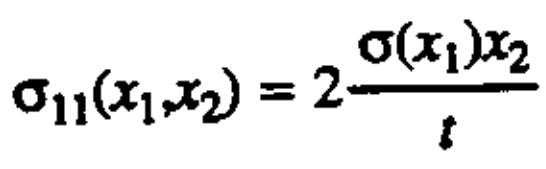 σ₁₁(x₁,x₂) = 2 σ(x₁)x₂ / t